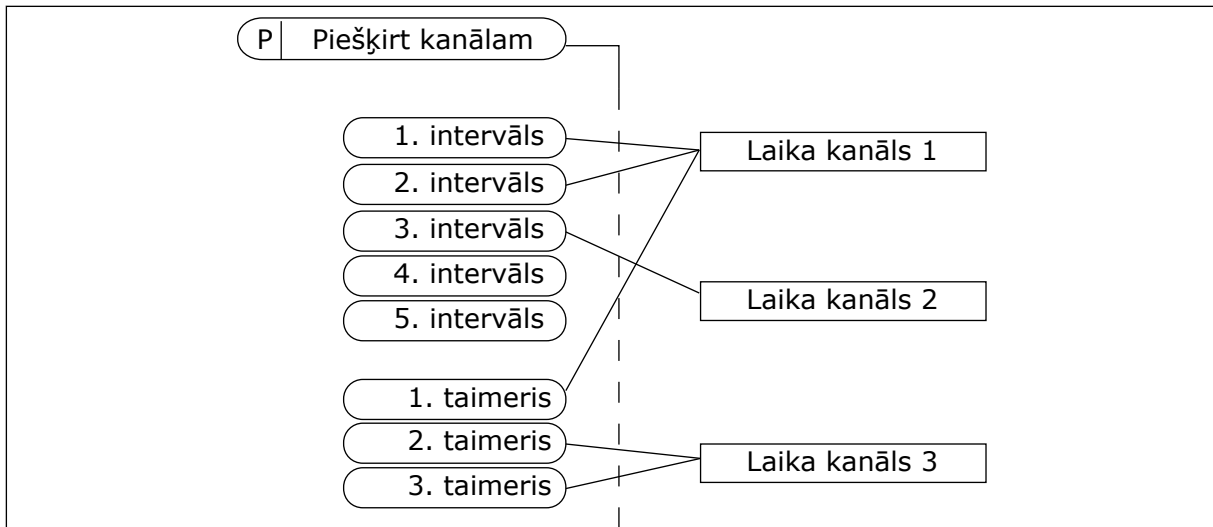 P Piešķirt kanālam
1. intervāls
2. intervāls
3. intervāls
4. intervāls
5. intervāls
1. taimeris
2. taimeris
3. taimeris
Laika kanāls 1
Laika kanāls 2
Laika kanāls 3